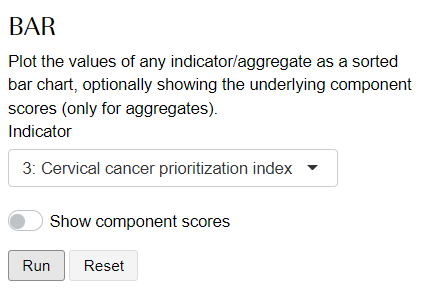 BAR
Plot the values of any indicator/aggregate as a sorted
bar chart, optionally showing the underlying component
scores (only for aggregates).
Indicator
3: Cervical cancer prioritization index
Show component scores
Run Reset